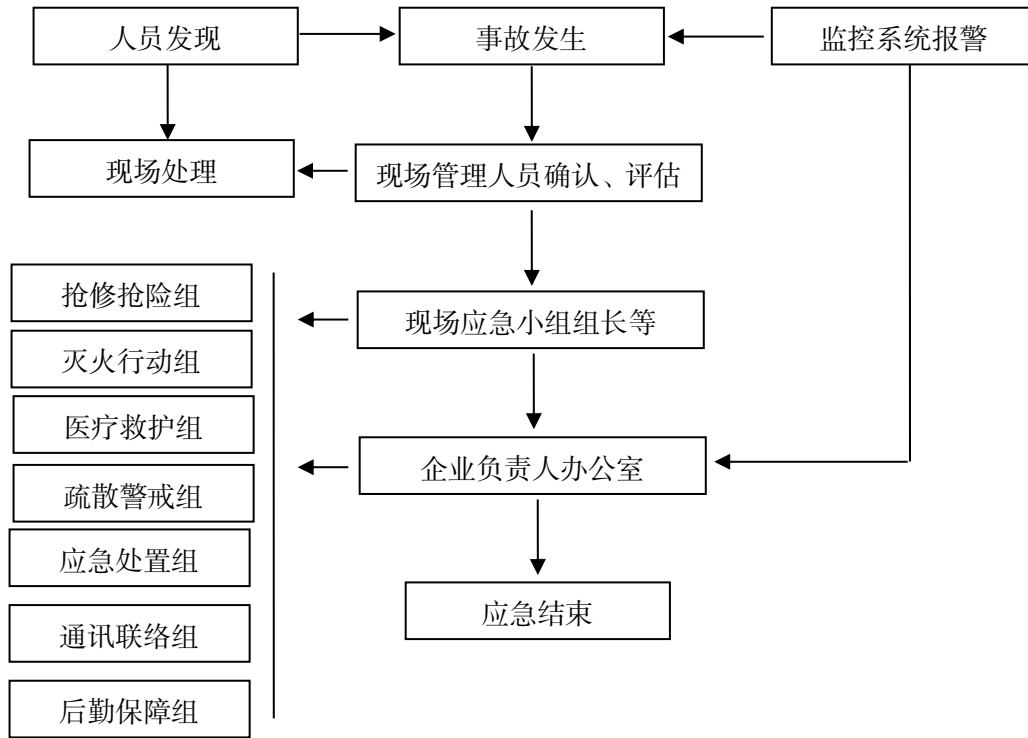 人员发现
事故发生
监控系统报警
现场处理
现场管理人员确认、评估
抢修抢险组
现场应急小组组长等
灭火行动组
医疗救护组
企业负责人办公室
疏散警戒组
应急处置组
应急结束
通讯联络组
后勤保障组